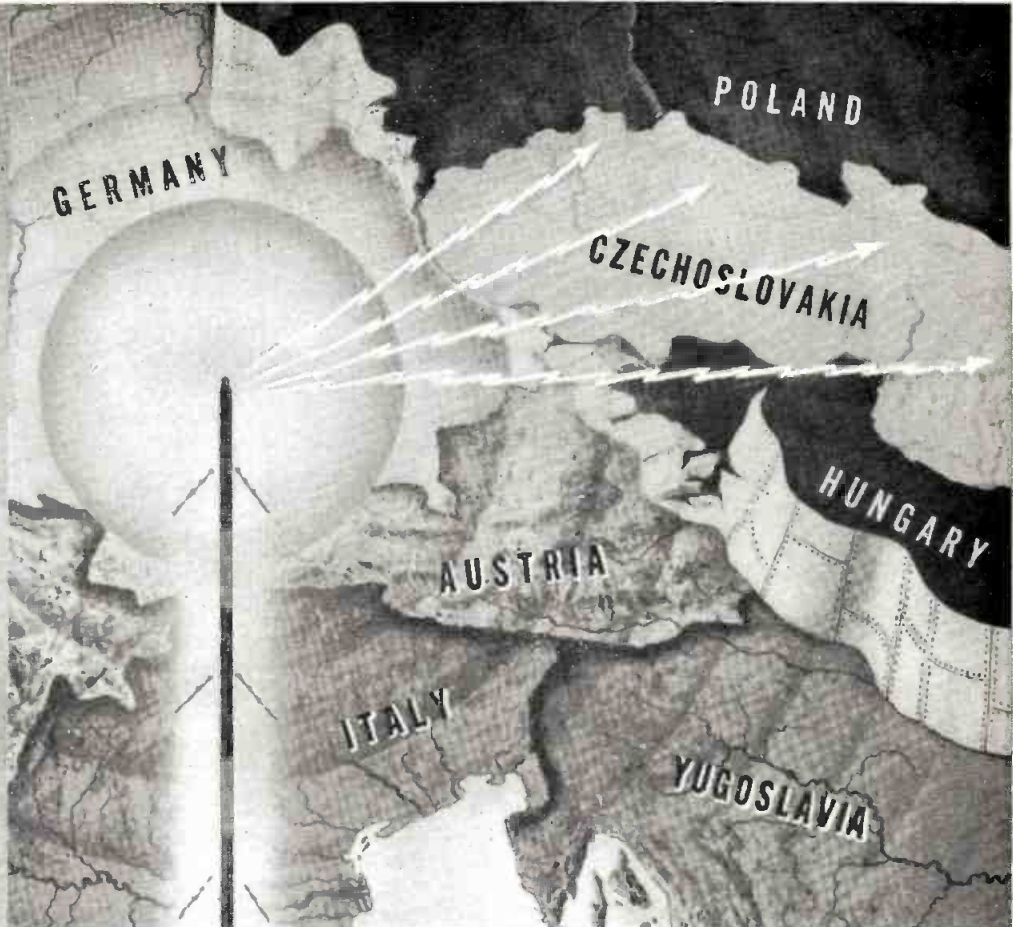 POLAND
GERMANY
CZECHOSLOVAKIA
HUNGARY
AUSTRIA
ITALY
YUGOSLAVIA